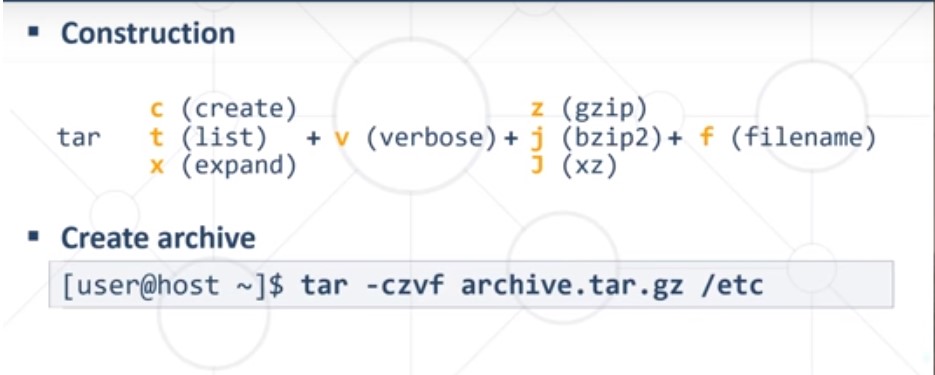 ▪ Construction
c (create) z (gzip)
tar t (list) + v (verbose) + j (bzip2) + f (filename)
x (expand) J (xz)
▪ Create archive
[user@host ~]$ tar -czvf archive.tar.gz /etc